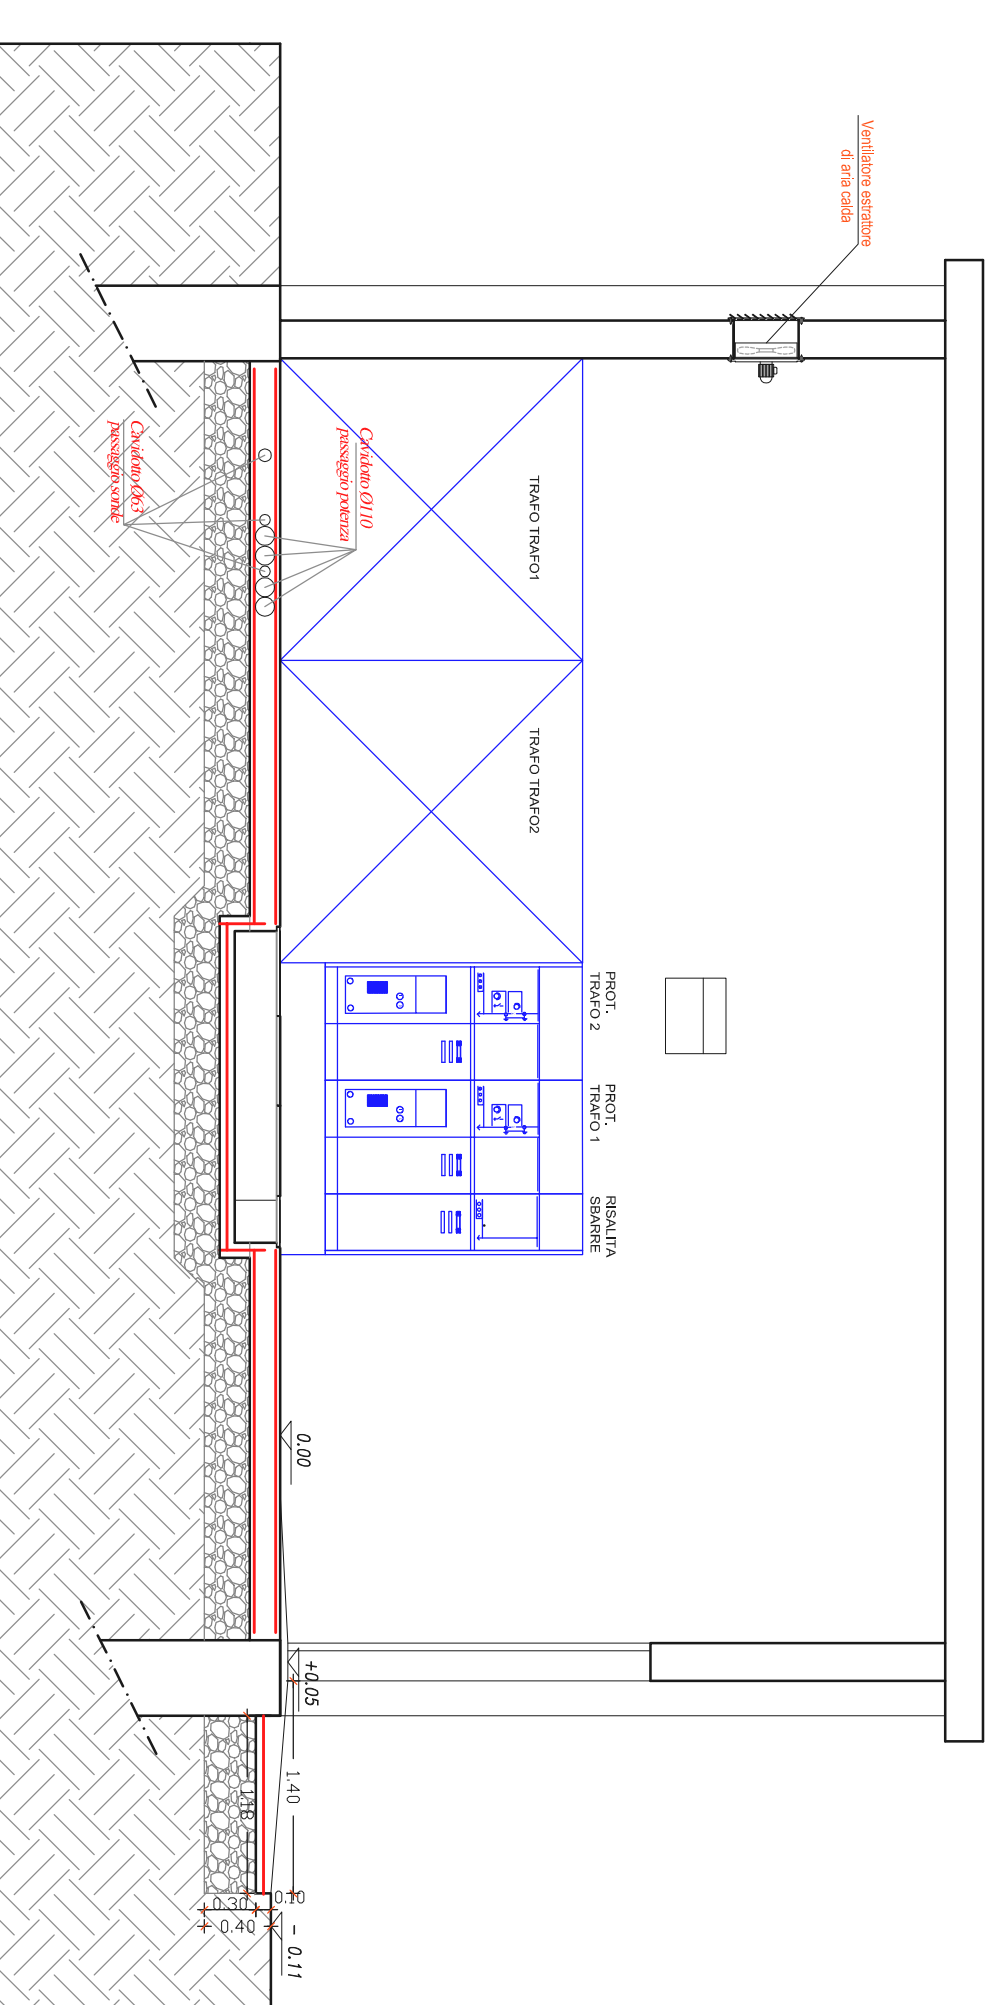 Ventilatore estrattore
di aria calda
Cavidotto Ø110
passaggio potenza
Cavidotto Ø63
passaggio sonde
TRAFO TRAFO1
TRAFO TRAFO2
PROT.
TRAFO 2
PROT.
TRAFO 1
RISALITA
SBARRE
0.00
+0.05
1.40
1.18
0.10
0.30
0.40
- 0.11